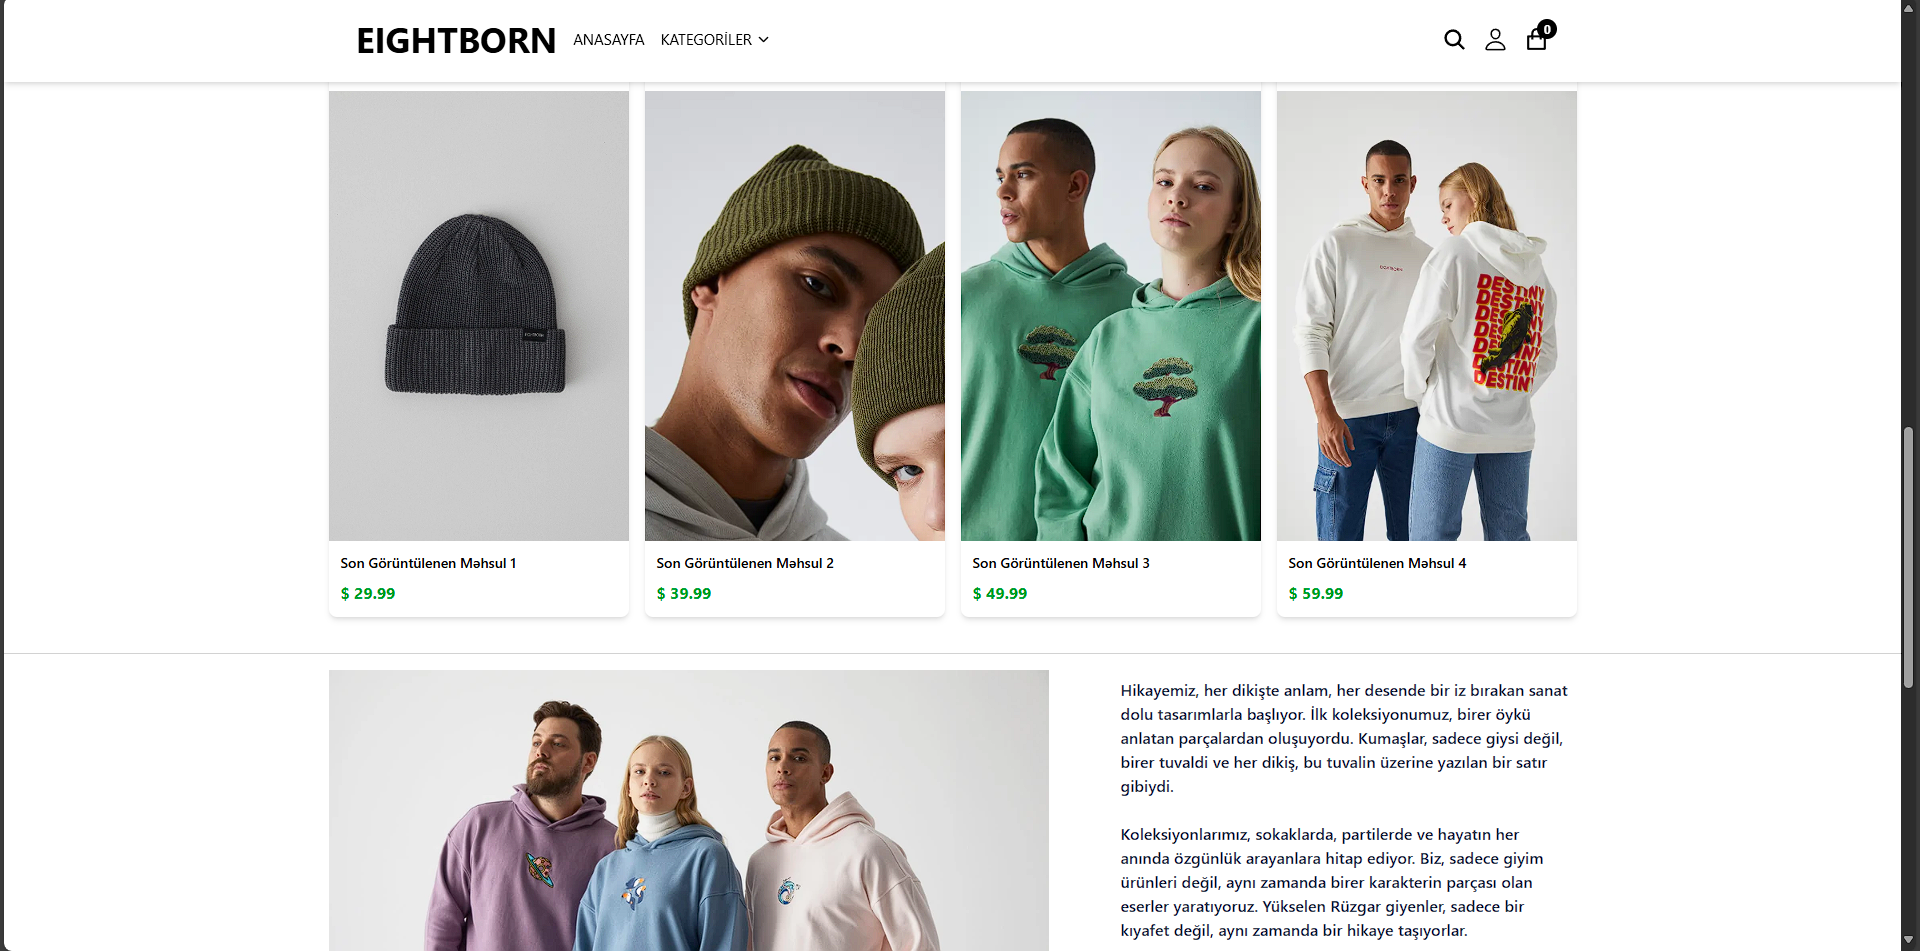 EIGHTBORN
ANASAYFA
KATEGORİLER
0
DESTINY
DESTINY
Son Görüntülenen Məhsul 1
$ 29.99
Son Görüntülenen Məhsul 2
$ 39.99
Son Görüntülenen Məhsul 3
$ 49.99
Son Görüntülenen Məhsul 4
$ 59.99
Hikayemiz, her dikişte anlam, her desende bir iz bırakan sanat
dolu tasarımlarla başlıyor. İlk koleksiyonumuz, birer öykü
anlatan parçalardan oluşuyordu. Kumaşlar, sadece giysi değil,
birer tuvaldi ve her dikiş, bu tuvalin üzerine yazılan bir satır
gibiydi.
Koleksiyonlarımız, sokaklarda, partilerde ve hayatın her
anında özgünlük arayanlara hitap ediyor. Biz, sadece giyim
ürünleri değil, aynı zamanda birer karakterin parçası olan
eserler yaratıyoruz. Yükselen Rüzgar giyenler, sadece bir
kıyafet değil, aynı zamanda bir hikaye taşıyorlar.